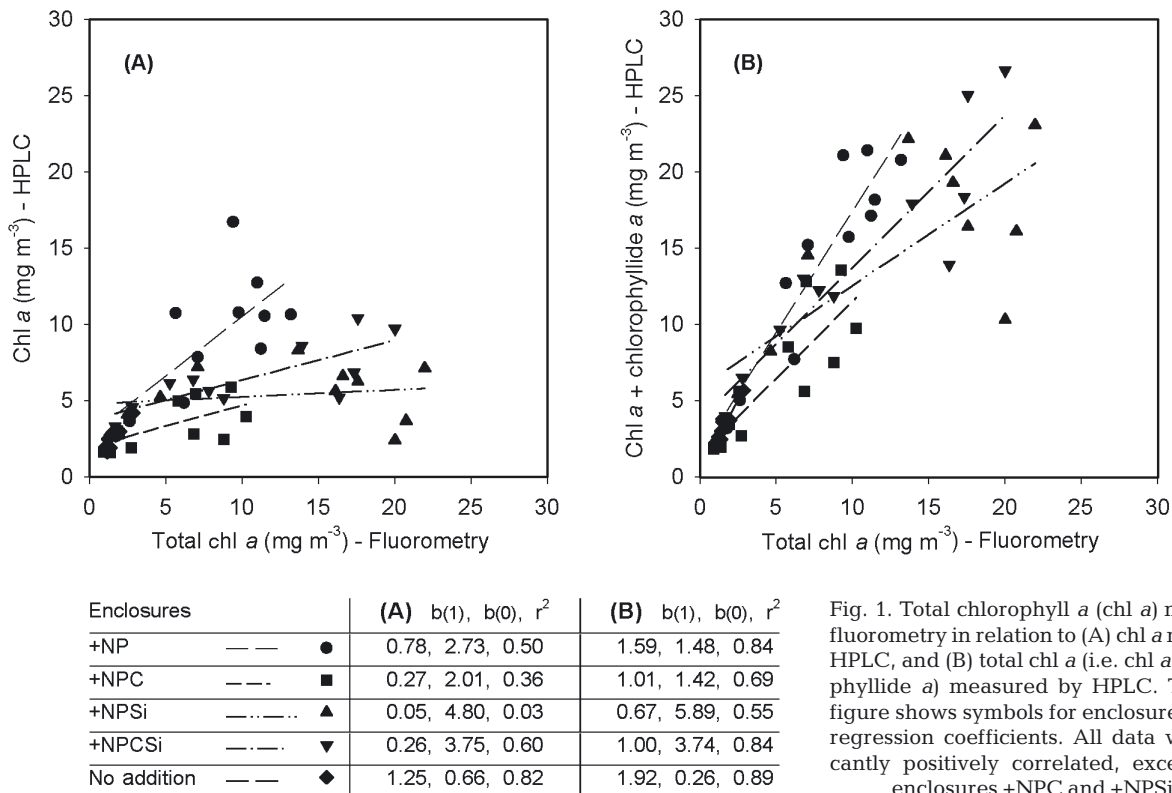 30
25
20
15
10
5
0
Chl a (mg m-3) - HPLC
(A)
0 5 10 15 20 25 30
Total chl a (mg m-3) - Fluorometry
30
25
20
15
10
5
0
Chl a + chlorophyllide a (mg m-3) - HPLC
(B)
0 5 10 15 20 25 30
Total chl a (mg m-3) - Fluorometry
Enclosures (A) b(1), b(0), r2 (B) b(1), b(0), r2
+NP 0.78, 2.73, 0.50 1.59, 1.48, 0.84
+NPC 0.27, 2.01, 0.36 1.01, 1.42, 0.69
+NPSi 0.05, 4.80, 0.03 0.67, 5.89, 0.55
+NPCSi 0.26, 3.75, 0.60 1.00, 3.74, 0.84
No addition 1.25, 0.66, 0.82 1.92, 0.26, 0.89
Fig. 1. Total chlorophyll a (chl a)
fluorometry in relation to (A) chl a
HPLC, and (B) total chl a (i.e. chl a
phyllide a) measured by HPLC.
figure shows symbols for enclosure
regression coefficients. All data
cantly positively correlated,
enclosures +NPC and +NPSi